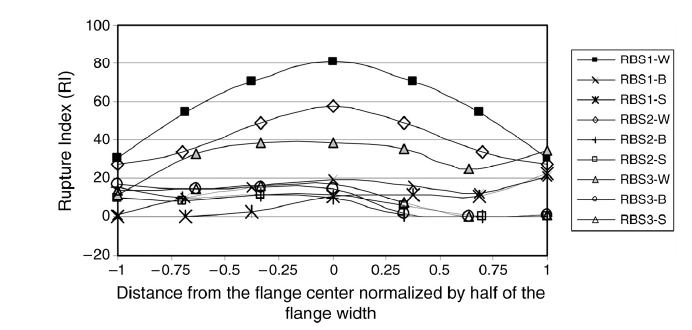 Rupture Index (RI)
100
80
60
40
20
0
−20
−1 −0.75 −0.5 −0.25 0 0.25 0.5 0.75 1
Distance from the flange center normalized by half of the
flange width
RBS1-W
RBS1-B
RBS1-S
RBS2-W
RBS2-B
RBS2-S
RBS3-W
RBS3-B
RBS3-S